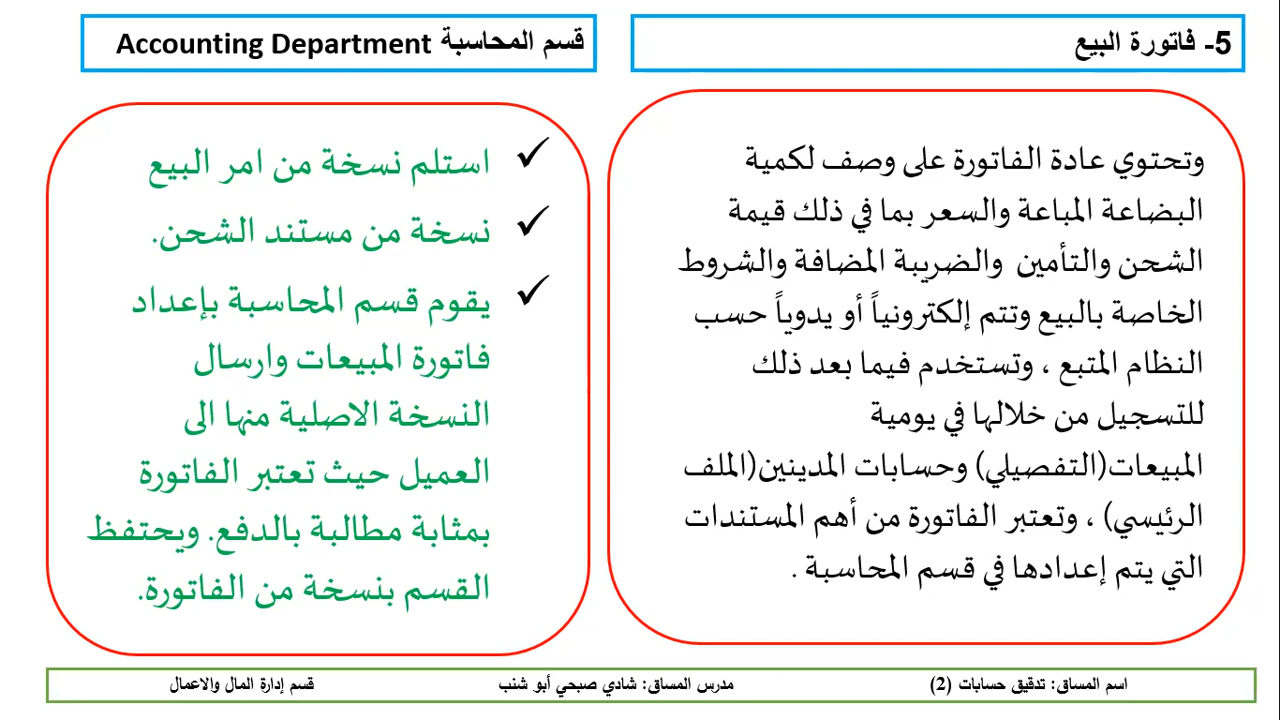 5- فاتورة البيع
وتحتوي عادة الفاتورة على وصف لكمية
البضاعة المباعة والسعر بما في ذلك قيمة
الشحن والتأمين والضريبة المضافة والشروط
الخاصة بالبيع وتتم إلكترونياً أو يدوياً حسب
النظام المتبع ، وتستخدم فيما بعد ذلك
للتسجيل من خلالها في يومية
المبيعات(التفصيلي) وحسابات المدينين(الملف
الرئيسي) ، وتعتبر الفاتورة من أهم المستندات
التي يتم إعدادها في قسم المحاسبة .
قسم المحاسبة Accounting Department
✓ استلم نسخة من امر البيع
✓ نسخة من مستند الشحن.
✓ يقوم قسم المحاسبة بإعداد
فاتورة المبيعات وارسال
النسخة الاصلية منها الى
العميل حيث تعتبر الفاتورة
بمثابة مطالبة بالدفع. ويحتفظ
القسم بنسخة من الفاتورة.
اسم المساق: تدقيق حسابات (2) مدرس المساق: شادي صبحي أبو شنب قسم إدارة المال والاعمال